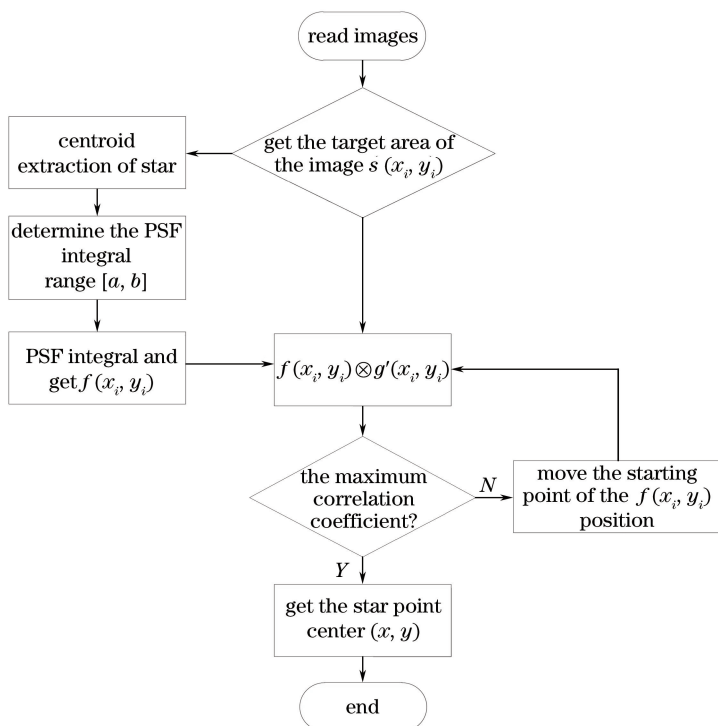 read images
get the target area of
the image s (xᵢ, yᵢ)
centroid
extraction of star
determine the PSF
integral
range [a, b]
PSF integral and
get f (xᵢ, yᵢ)
f (xᵢ, yᵢ)⊗g′(xᵢ, yᵢ)
the maximum
correlation
coefficient?
N
move the starting
point of the f (xᵢ, yᵢ)
position
Y
get the star point
center (x, y)
end